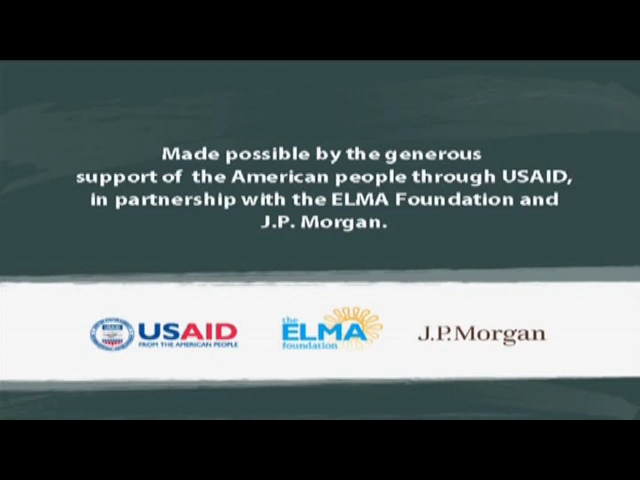 Made possible by the generous
support of the American people through USAID,
in partnership with the ELMA Foundation and
J.P. Morgan.
USAID
FROM THE AMERICAN PEOPLE
the
ELMA
foundation
J.P.Morgan